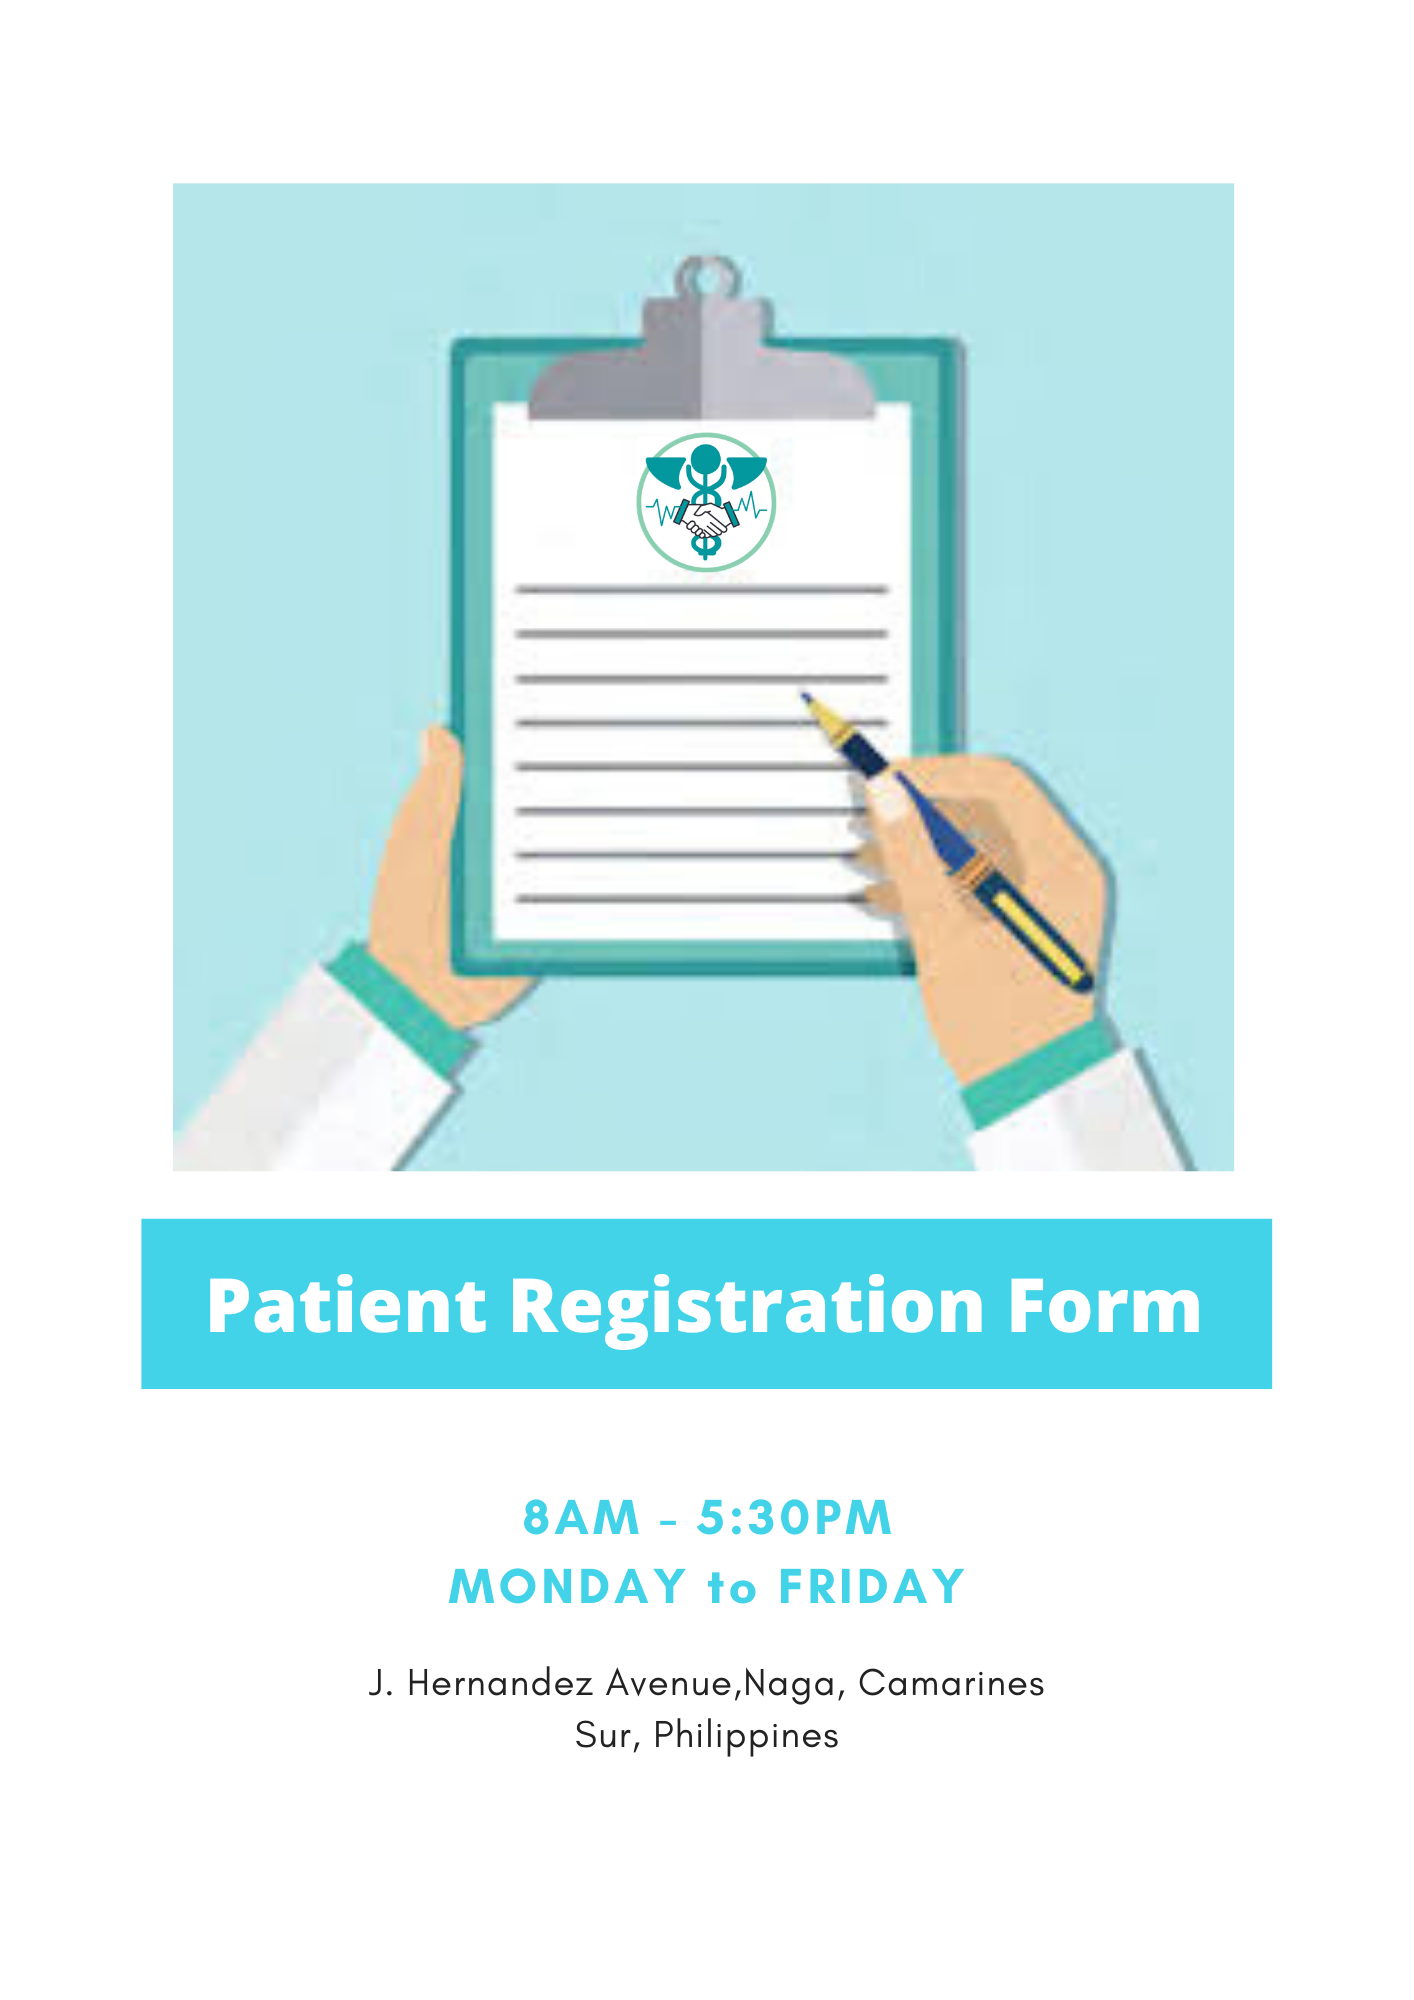 Patient Registration Form
8AM - 5:30PM
MONDAY to FRIDAY
J. Hernandez Avenue,Naga, Camarines
Sur, Philippines